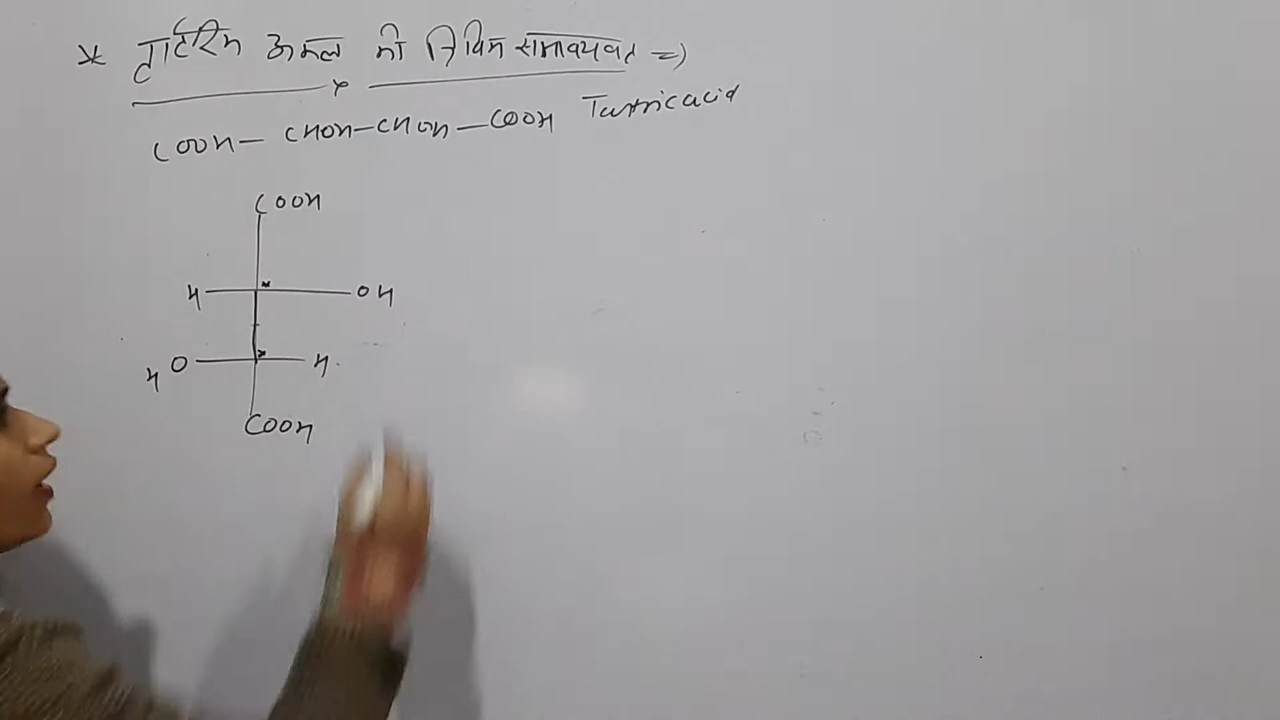 * टार्टरिक अम्ल की त्रिविम समावयवता =>
COOH - CHOH - CHOH - COOH Tartric acid
COOH
H * OH
HO * H
COOH